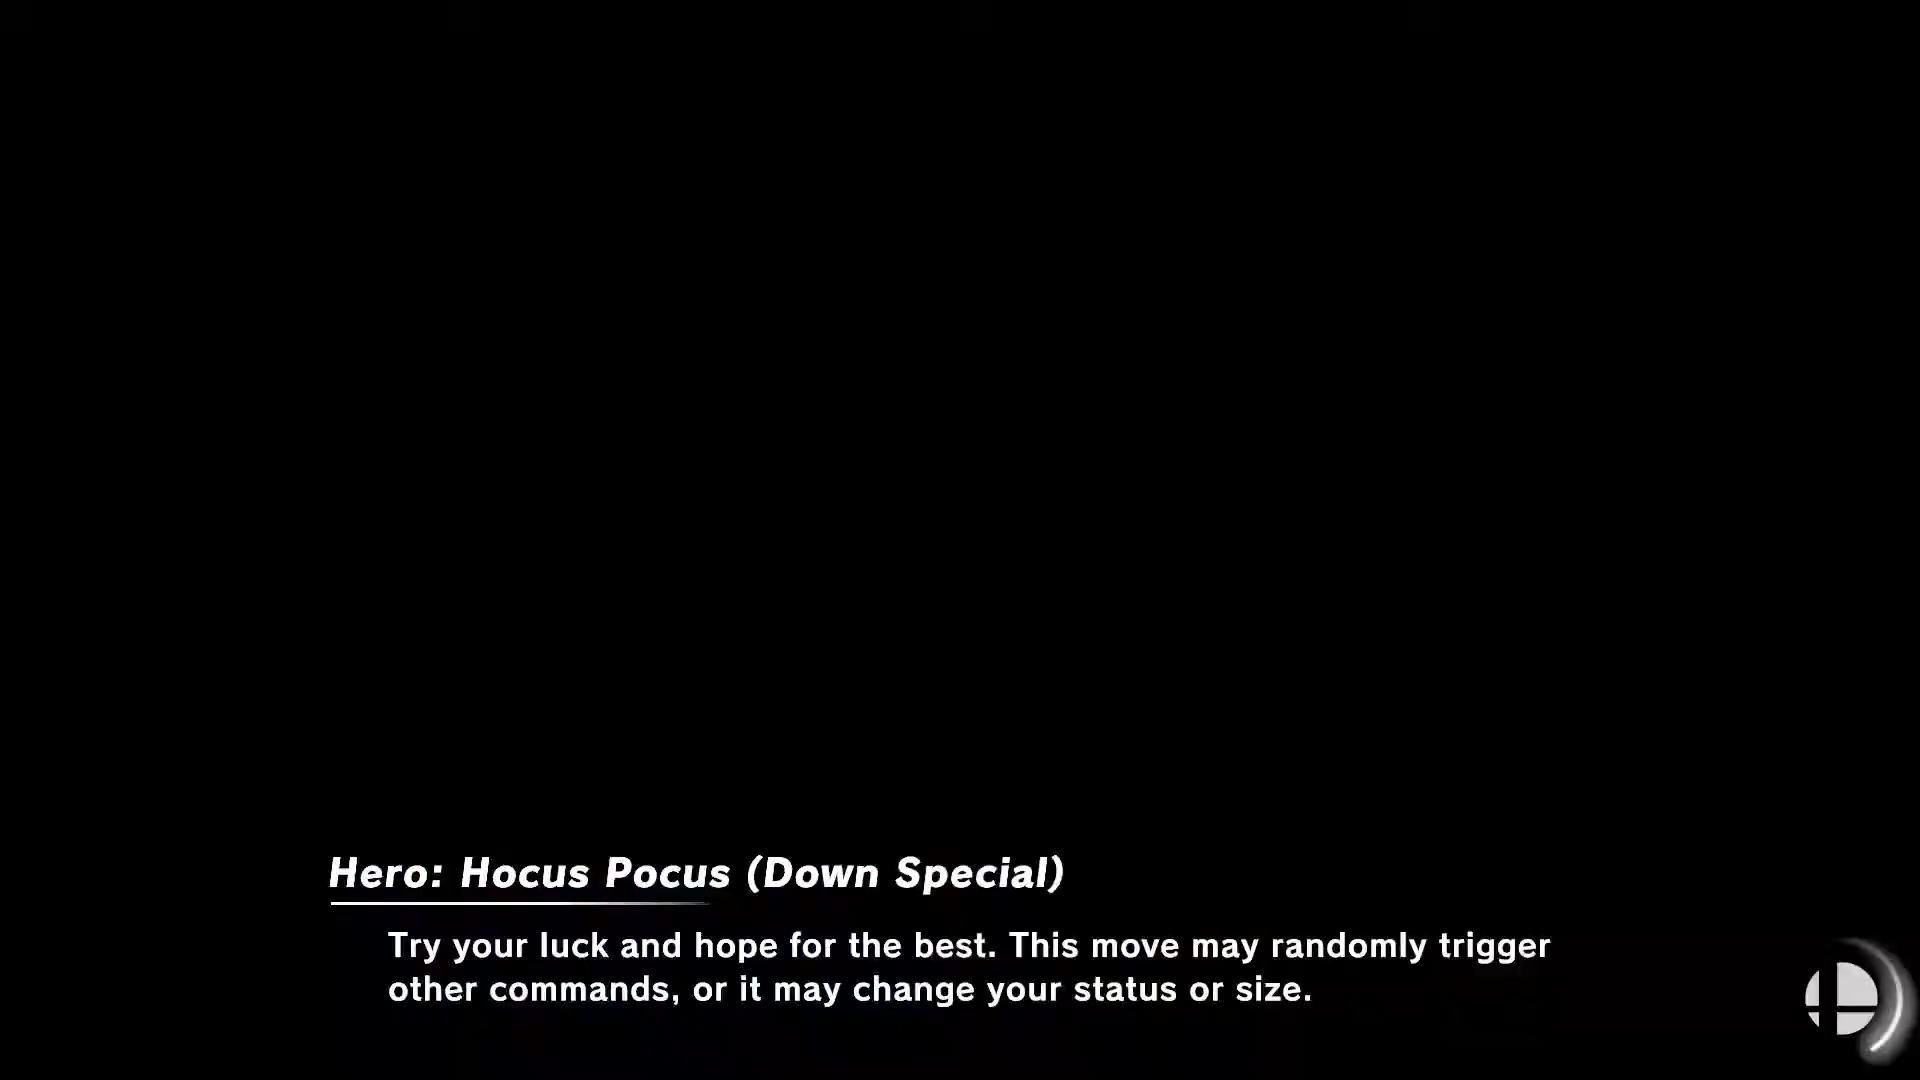 Hero: Hocus Pocus (Down Special)
Try your luck and hope for the best. This move may randomly trigger
other commands, or it may change your status or size.